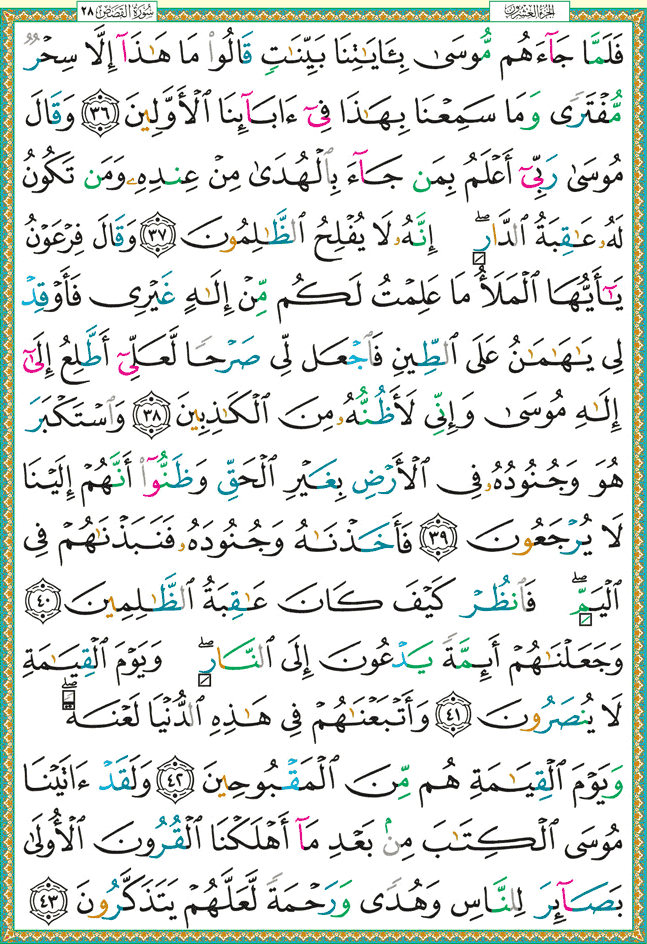 الجزء العشرون سورة القصص ٢٨
فَلَمَّا جَآءَهُم مُّوسَىٰ بِـَٔايَـٰتِنَا بَيِّنَـٰتٍ قَالُوا۟ مَا هَـٰذَآ إِلَّا سِحْرٌ
مُّفْتَرًى وَمَا سَمِعْنَا بِهَـٰذَا فِىٓ ءَابَآئِنَا ٱلْأَوَّلِينَ ٣٦ وَقَالَ
مُوسَىٰ رَبِّىٓ أَعْلَمُ بِمَن جَآءَ بِٱلْهُدَىٰ مِنْ عِندِهِۦ وَمَن تَكُونُ
لَهُۥ عَـٰقِبَةُ ٱلدَّارِ ۖ إِنَّهُۥ لَا يُفْلِحُ ٱلظَّـٰلِمُونَ ٣٧ وَقَالَ فِرْعَوْنُ
يَـٰٓأَيُّهَا ٱلْمَلَأُ مَا عَلِمْتُ لَكُم مِّنْ إِلَـٰهٍ غَيْرِى فَأَوْقِدْ
لِى يَـٰهَـٰمَـٰنُ عَلَى ٱلطِّينِ فَٱجْعَل لِّى صَرْحًا لَّعَلِّىٓ أَطَّلِعُ إِلَىٰٓ
إِلَـٰهِ مُوسَىٰ وَإِنِّى لَأَظُنُّهُۥ مِنَ ٱلْكَـٰذِبِينَ ٣٨ وَٱسْتَكْبَرَ
هُوَ وَجُنُودُهُۥ فِى ٱلْأَرْضِ بِغَيْرِ ٱلْحَقِّ وَظَنُّوٓا۟ أَنَّهُمْ إِلَيْنَا
لَا يُرْجَعُونَ ٣٩ فَأَخَذْنَـٰهُ وَجُنُودَهُۥ فَنَبَذْنَـٰهُمْ فِى
ٱلْيَمِّ ۖ فَٱنظُرْ كَيْفَ كَانَ عَـٰقِبَةُ ٱلظَّـٰلِمِينَ ٤٠
وَجَعَلْنَـٰهُمْ أَئِمَّةً يَدْعُونَ إِلَى ٱلنَّارِ ۖ وَيَوْمَ ٱلْقِيَـٰمَةِ
لَا يُنصَرُونَ ٤١ وَأَتْبَعْنَـٰهُمْ فِى هَـٰذِهِ ٱلدُّنْيَا لَعْنَةً ۖ
وَيَوْمَ ٱلْقِيَـٰمَةِ هُم مِّنَ ٱلْمَقْبُوحِينَ ٤٢ وَلَقَدْ ءَاتَيْنَا
مُوسَى ٱلْكِتَـٰبَ مِنۢ بَعْدِ مَآ أَهْلَكْنَا ٱلْقُرُونَ ٱلْأُولَىٰ
بَصَآئِرَ لِلنَّاسِ وَهُدًى وَرَحْمَةً لَّعَلَّهُمْ يَتَذَكَّرُونَ ٤٣